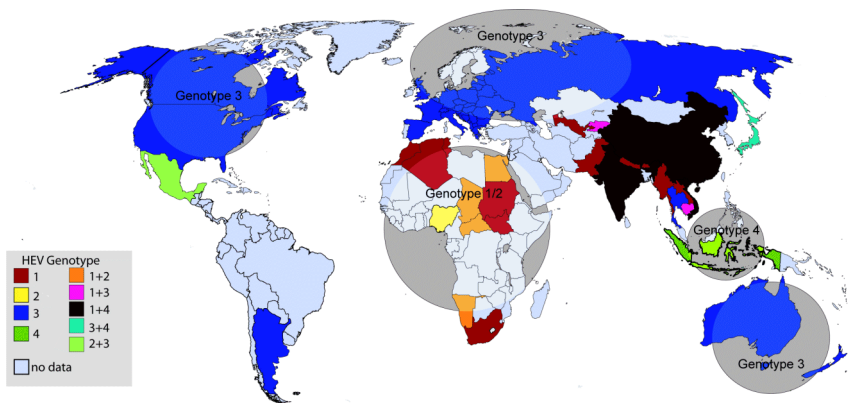 Genotype 3
Genotype 3
Genotype 1/2
Genotype 4
Genotype 3
HEV Genotype
1 1+2
2 1+3
3 1+4
4 3+4
2+3
no data